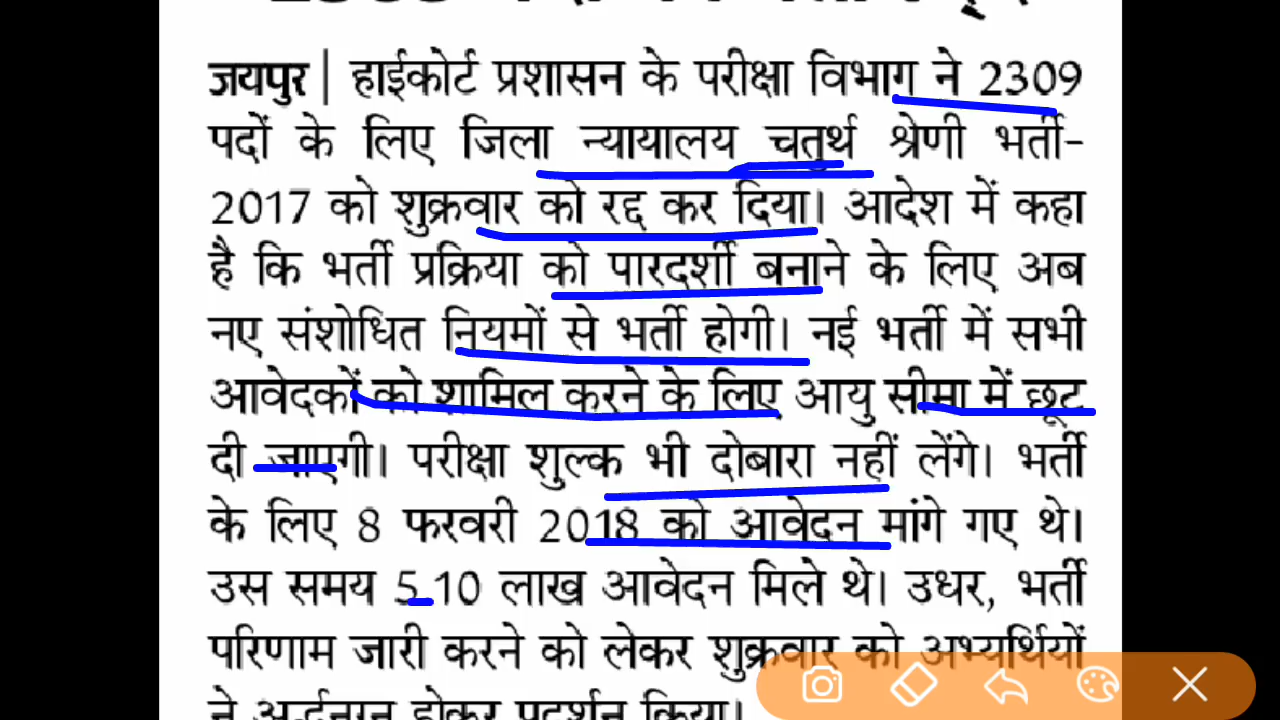 जयपुर | हाईकोर्ट प्रशासन के परीक्षा विभाग ने 2309
पदों के लिए जिला न्यायालय चतुर्थ श्रेणी भर्ती-
2017 को शुक्रवार को रद्द कर दिया। आदेश में कहा
है कि भर्ती प्रक्रिया को पारदर्शी बनाने के लिए अब
नए संशोधित नियमों से भर्ती होगी। नई भर्ती में सभी
आवेदकों को शामिल करने के लिए आयु सीमा में छूट
दी जाएगी। परीक्षा शुल्क भी दोबारा नहीं लेंगे। भर्ती
के लिए 8 फरवरी 2018 को आवेदन मांगे गए थे।
उस समय 5.10 लाख आवेदन मिले थे। उधर, भर्ती
परिणाम जारी करने को लेकर शुक्रवार को अभ्यर्थियों
ने अर्द्धनग्न होकर प्रदर्शन किया।